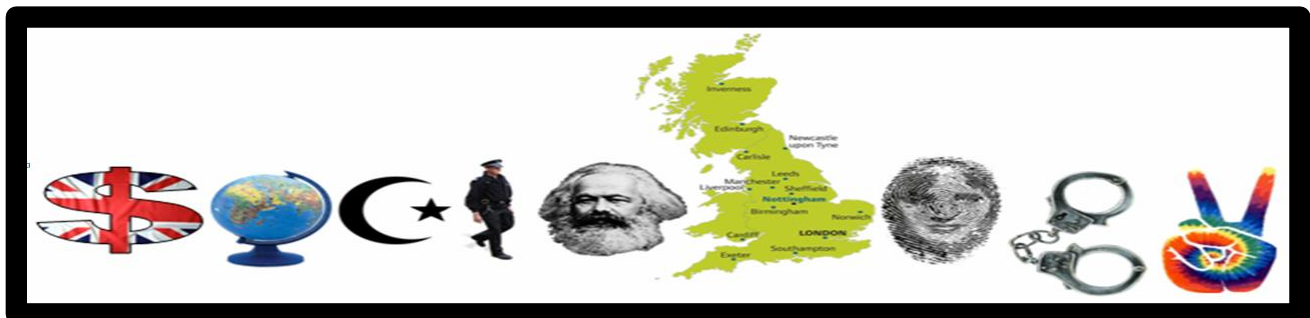 Inverness
Edinburgh
Newcastle
upon Tyne
Carlisle
Leeds
Manchester
Liverpool
Sheffield
Nottingham
Birmingham
Norwich
Cardiff
LONDON
Southampton
Exeter